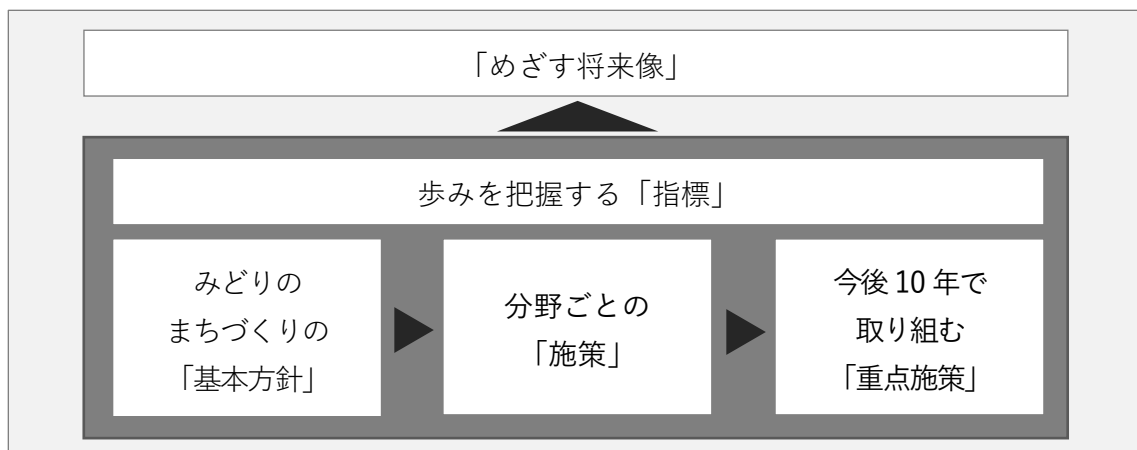 「めざす将来像」
歩みを把握する「指標」
みどりの
まちづくりの
「基本方針」
分野ごとの
「施策」
今後 10 年で
取り組む
「重点施策」